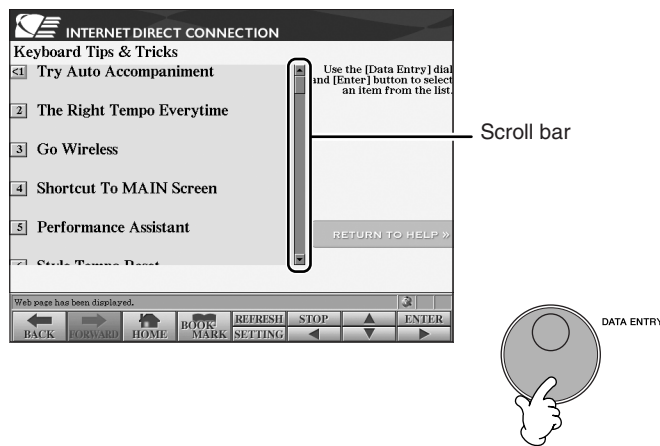 INTERNET DIRECT CONNECTION
Keyboard Tips & Tricks
<1 Try Auto Accompaniment
2 The Right Tempo Everytime
3 Go Wireless
4 Shortcut To MAIN Screen
5 Performance Assistant
Style Tempo Reset
Use the [Data Entry] dial
and [Enter] button to select
an item from the list.
RETURN TO HELP »
Scroll bar
Web page has been displayed.
BACK
FORWARD
HOME
BOOK-
MARK
REFRESH
SETTING
STOP
ENTER
DATA ENTRY